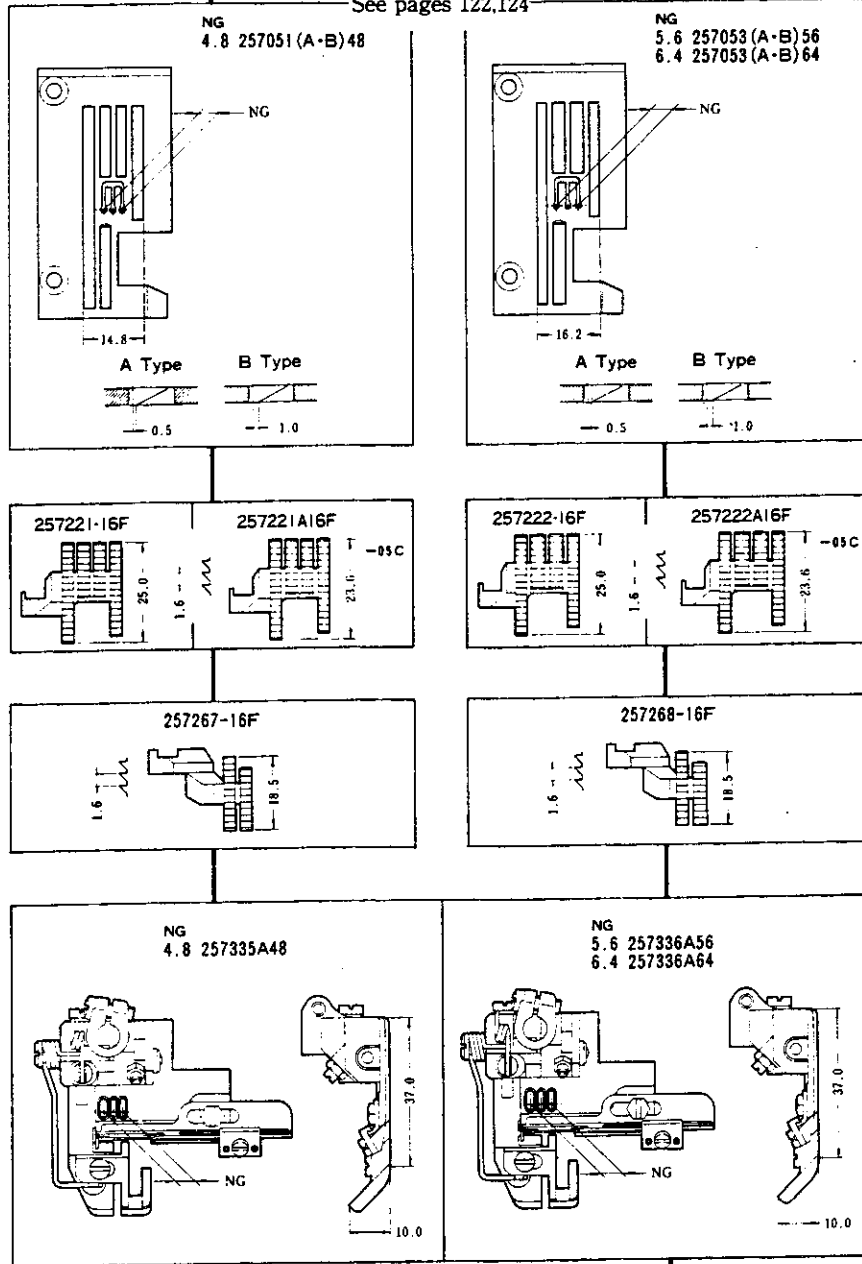 See pages 122,124
NG
4.8 257051(A·B)48
NG
14.8
A Type B Type
0.5 1.0
NG
5.6 257053(A·B)56
6.4 257053(A·B)64
NG
16.2
A Type B Type
0.5 1.0
257221-16F
25.0
1.6
257221A16F
23.6
-05C
257222-16F
25.0
1.6
257222A16F
23.6
-05C
257267-16F
1.6
18.5
257268-16F
1.6
18.5
NG
4.8 257335A48
NG
37.0
10.0
NG
5.6 257336A56
6.4 257336A64
NG
37.0
10.0